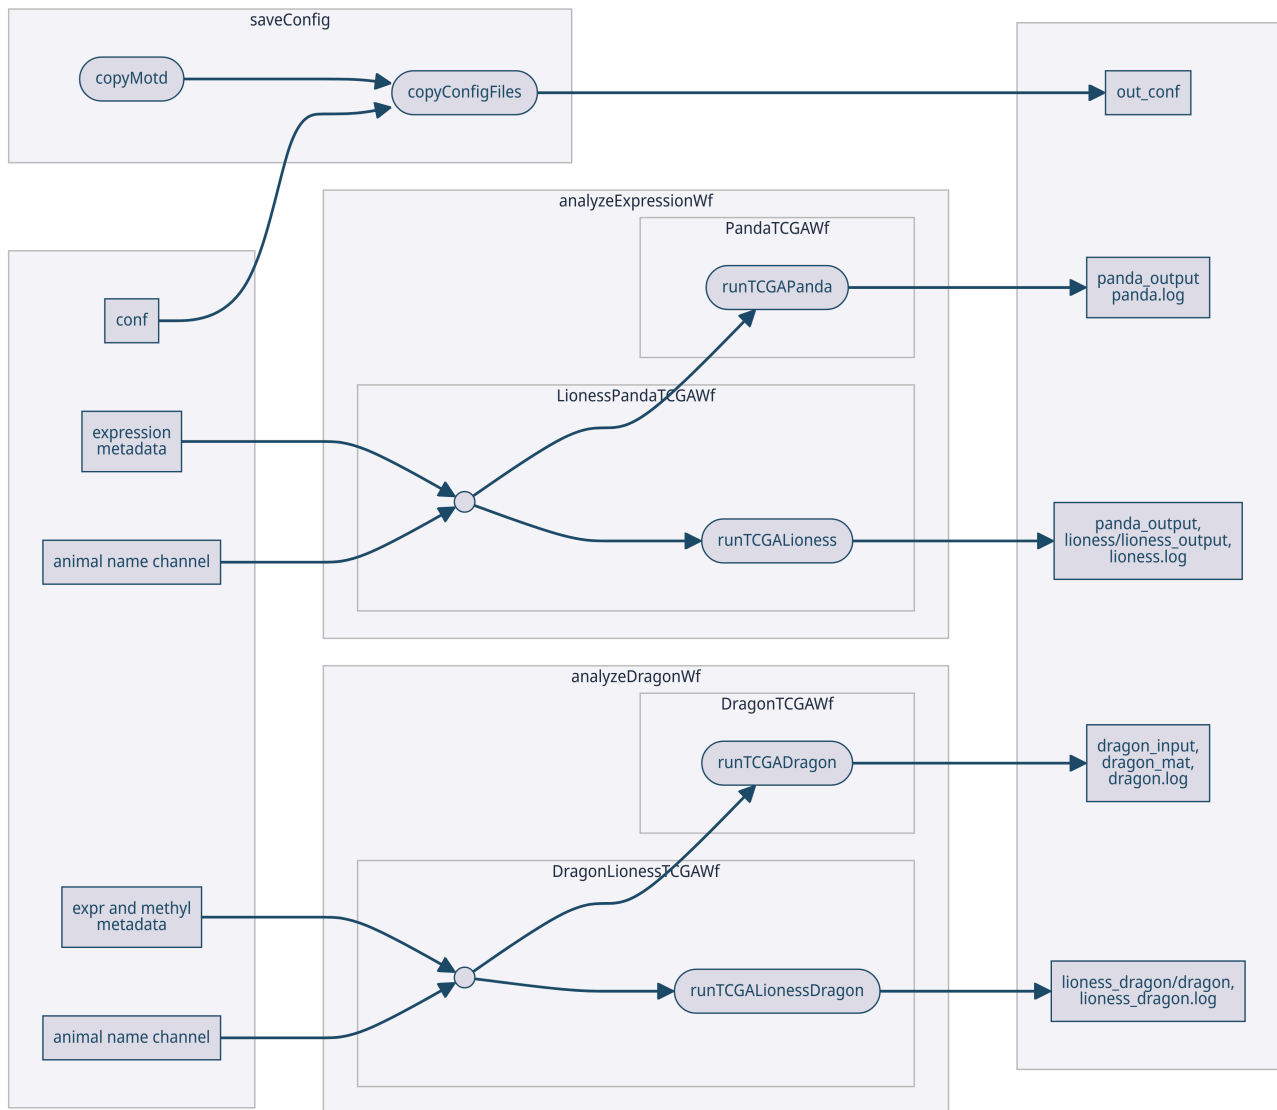 saveConfig
copyMotd
copyConfigFiles
out_conf
analyzeExpressionWf
PandaTCGAWf
runTCGAPanda
panda_output
panda.log
conf
LionessPandaTCGAWf
expression
metadata
animal name channel
runTCGALioness
panda_output,
lioness/lioness_output,
lioness.log
analyzeDragonWf
DragonTCGAWf
runTCGADragon
dragon_input,
dragon_mat,
dragon.log
DragonLionessTCGAWf
expr and methyl
metadata
animal name channel
runTCGALionessDragon
lioness_dragon/dragon,
lioness_dragon.log